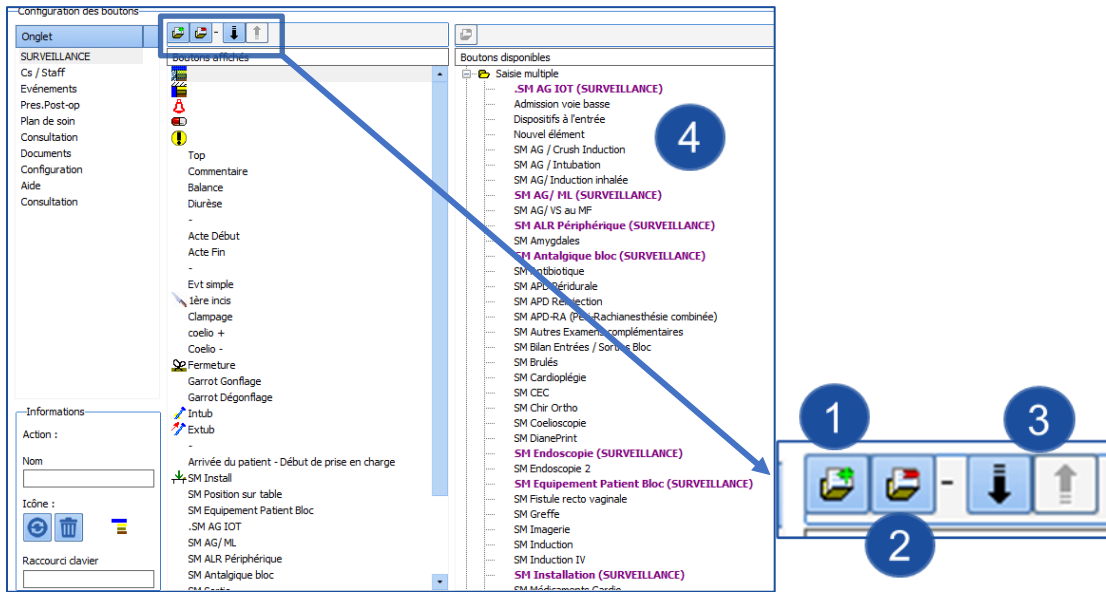 Configuration des boutons
Onglet
SURVEILLANCE
Cs / Staff
Evénements
Pres.Post-op
Plan de soin
Consultation
Documents
Configuration
Aide
Consultation
Informations
Action :
Nom
Icône :
Raccourci clavier
-
Boutons affichés
Top
Commentaire
Balance
Diurèse
-
Acte Début
Acte Fin
-
Evt simple
1ère incis
Clampage
coelio +
Coelio -
Fermeture
Garrot Gonflage
Garrot Dégonflage
Intub
Extub
-
Arrivée du patient - Début de prise en charge
SM Install
SM Position sur table
SM Equipement Patient Bloc
.SM AG IOT
SM AG/ ML
SM ALR Périphérique
SM Antalgique bloc
SM Sortie
Boutons disponibles
Saisie multiple
.SM AG IOT (SURVEILLANCE)
Admission voie basse
Dispositifs à l'entrée
Nouvel élément
SM AG / Crush Induction
SM AG / Intubation
SM AG/ Induction inhalée
SM AG/ ML (SURVEILLANCE)
SM AG/ VS au MF
SM ALR Périphérique (SURVEILLANCE)
SM Amygdales
SM Antalgique bloc (SURVEILLANCE)
SM Antibiotique
SM APD Péridurale
SM APD Réinjection
SM APD-RA (Péri-Rachianesthésie combinée)
SM Autres Examens complémentaires
SM Bilan Entrées / Sorties Bloc
SM Brulés
SM Cardioplégie
SM CEC
SM Chir Ortho
SM Coelioscopie
SM DianePrint
SM Endoscopie (SURVEILLANCE)
SM Endoscopie 2
SM Equipement Patient Bloc (SURVEILLANCE)
SM Fistule recto vaginale
SM Greffe
SM Imagerie
SM Induction
SM Induction IV
SM Installation (SURVEILLANCE)
SM Médicaments Cardio
4
1
3
-
2